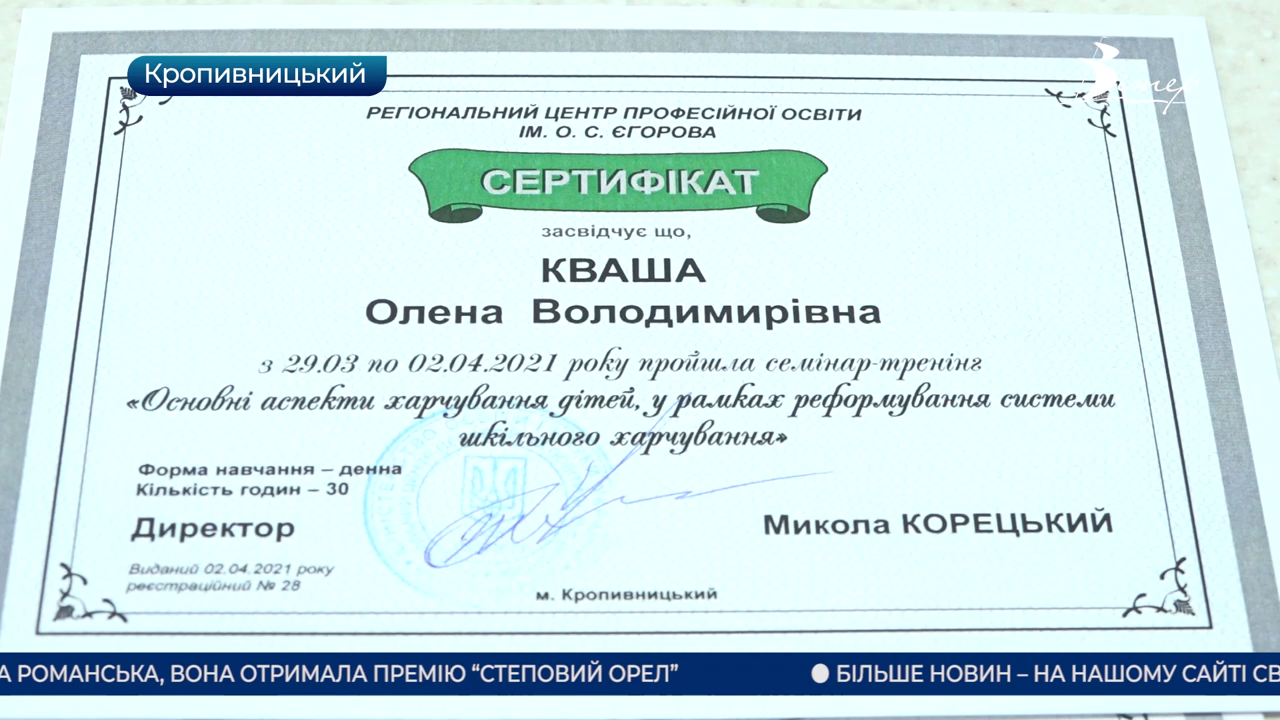 Кропивницький
РЕГІОНАЛЬНИЙ ЦЕНТР ПРОФЕСІЙНОЇ ОСВІТИ
ІМ. О. С. ЄГОРОВА
СЕРТИФІКАТ
засвідчує що,
КВАША
Олена Володимирівна
з 29.03 по 02.04.2021 року пройшла семінар-тренінг
«Основні аспекти харчування дітей, у рамках реформування системи
шкільного харчування»
Форма навчання – денна
Кількість годин – 30
Директор
Микола КОРЕЦЬКИЙ
Виданий 02.04.2021 року
реєстраційний № 28
м. Кропивницький
А РОМАНСЬКА, ВОНА ОТРИМАЛА ПРЕМІЮ “СТЕПОВИЙ ОРЕЛ” ● БІЛЬШЕ НОВИН – НА НАШОМУ САЙТІ СВ